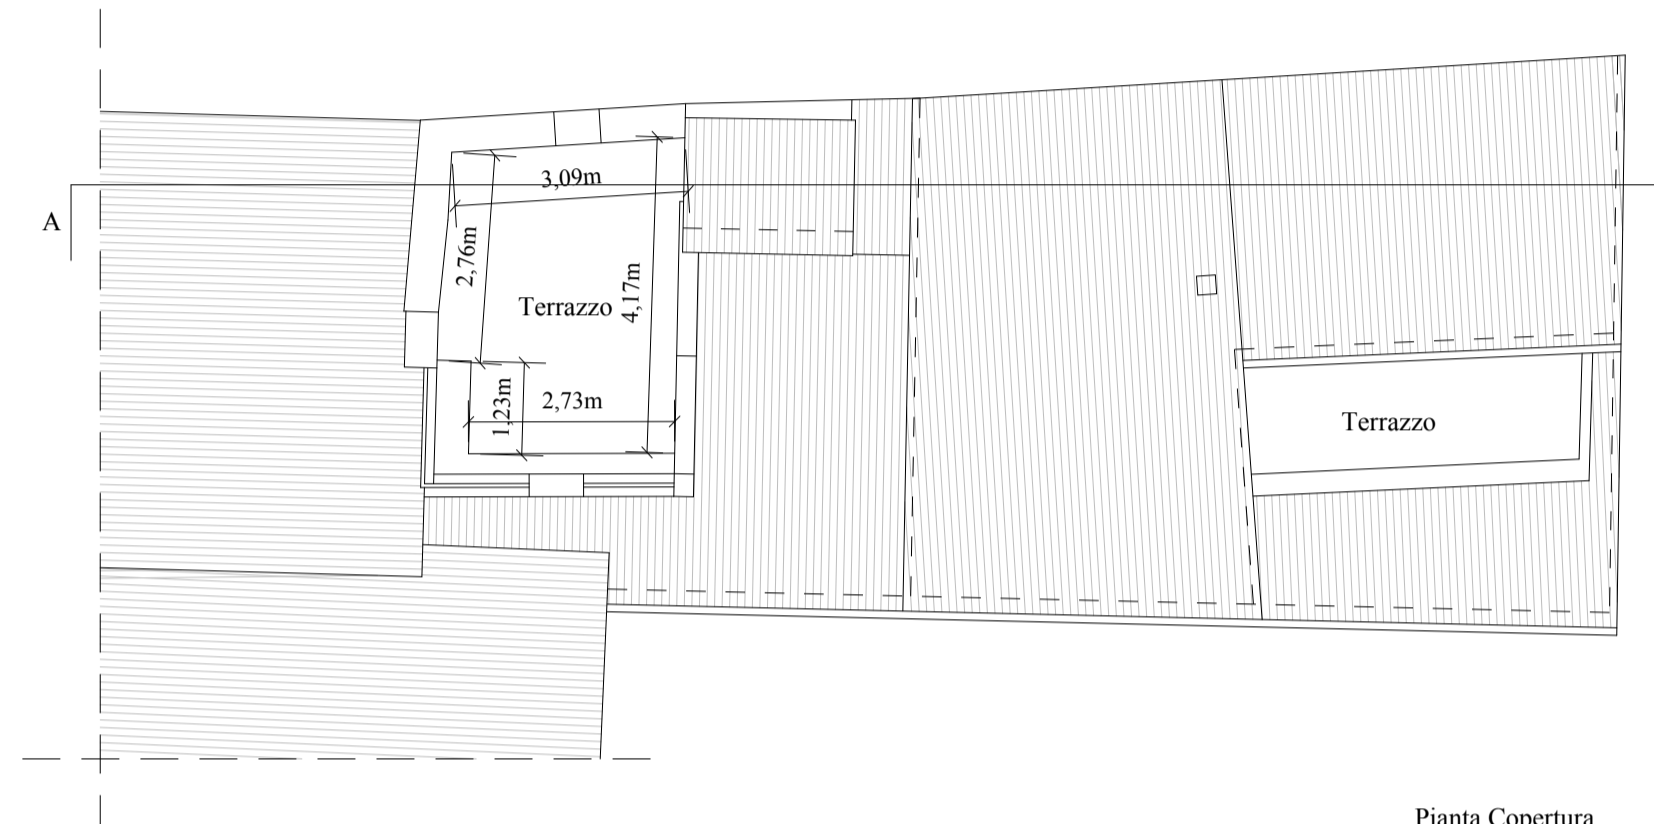 3,09m
A
2,76m
4,17m
Terrazzo
1,23m
2,73m
Terrazzo
Pianta Copertura